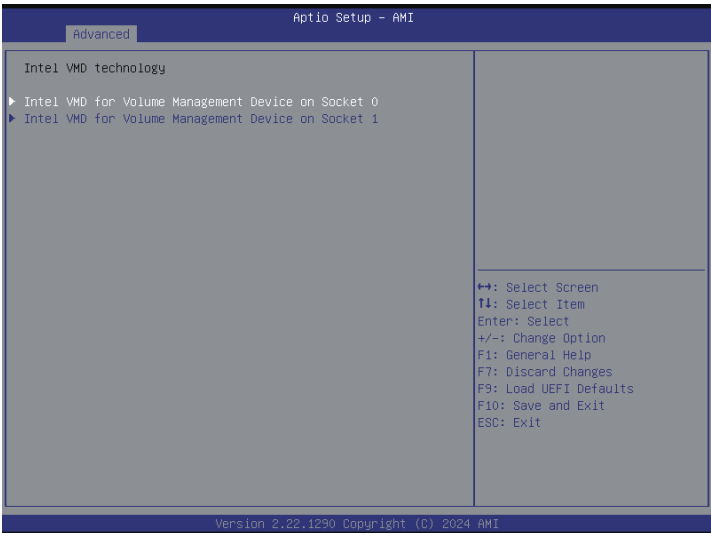 Aptio Setup – AMI
Advanced
Intel VMD technology
Intel VMD for Volume Management Device on Socket 0
Intel VMD for Volume Management Device on Socket 1
↔: Select Screen
↑↓: Select Item
Enter: Select
+/-: Change Option
F1: General Help
F7: Discard Changes
F9: Load UEFI Defaults
F10: Save and Exit
ESC: Exit
Version 2.22.1290 Copyright (C) 2024 AMI